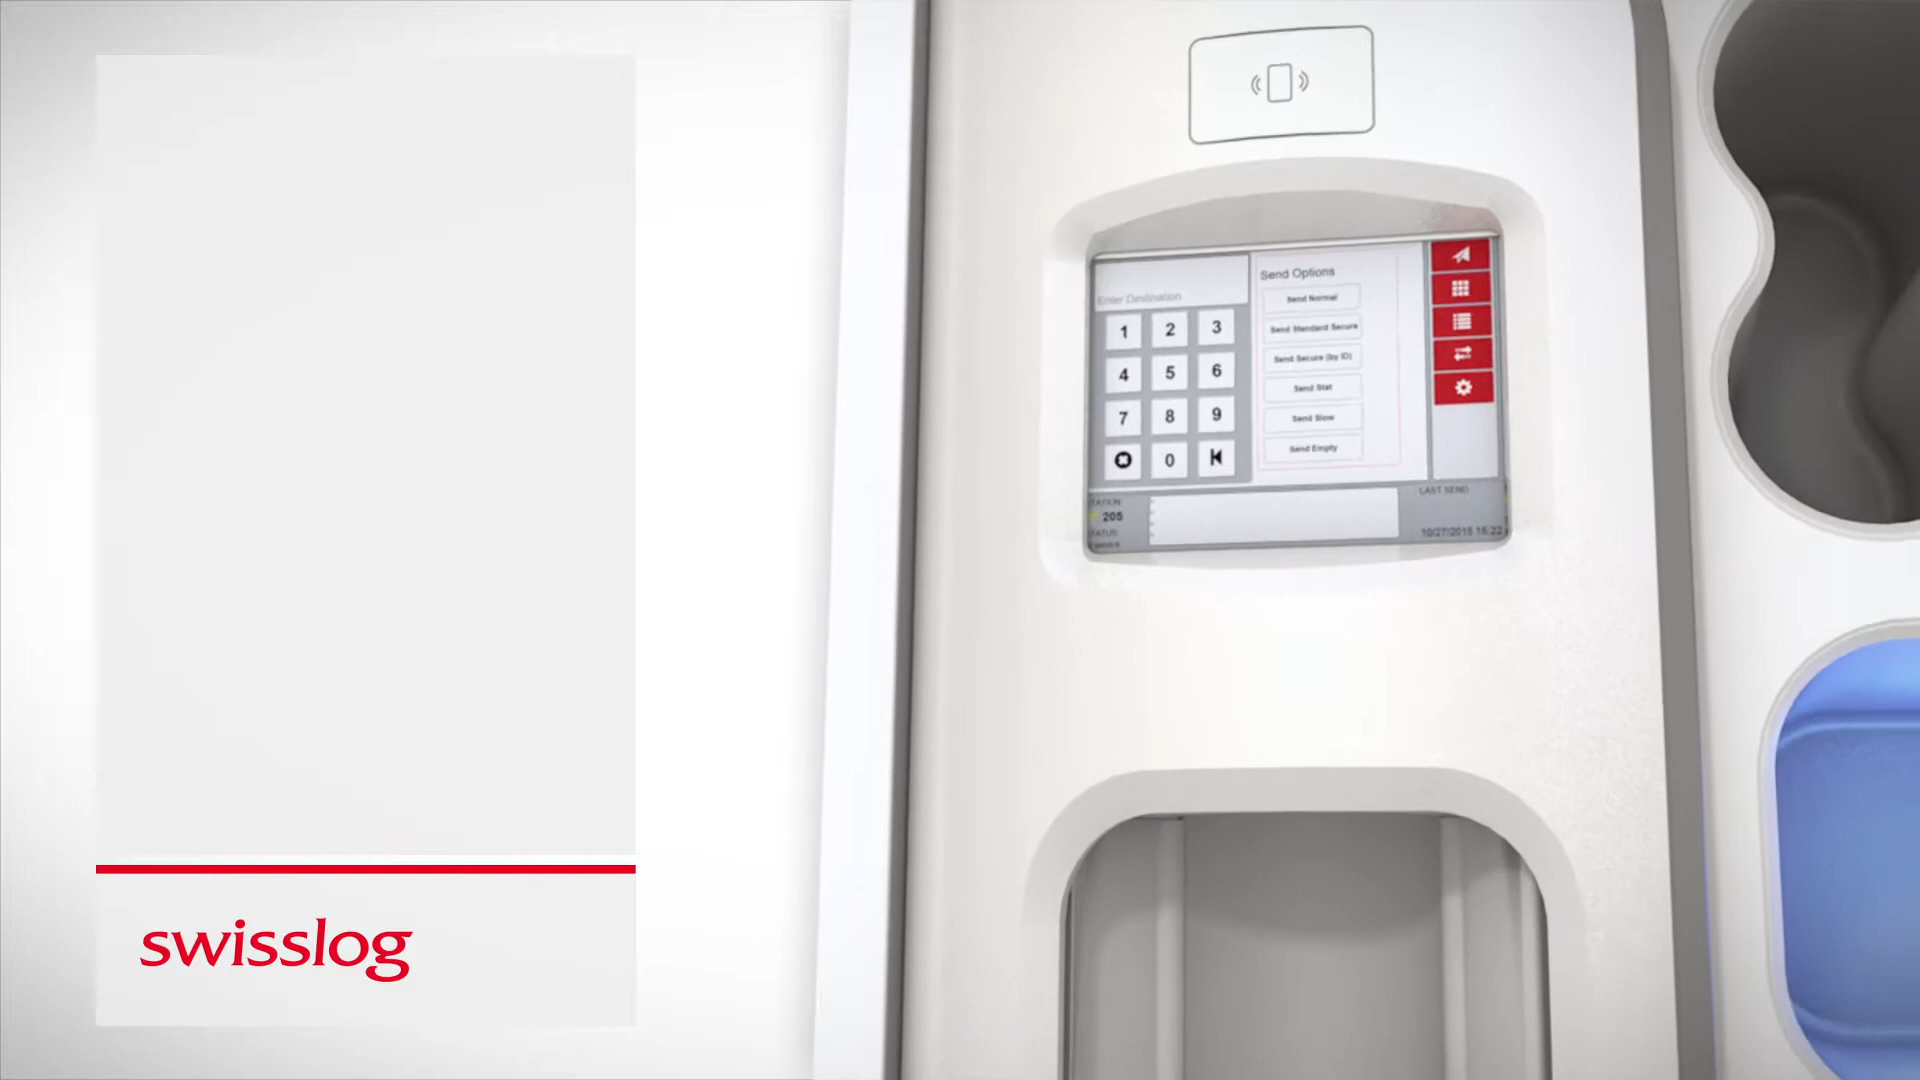 Enter Destination
Send Options
Send Normal
1 2 3
Send Standard Secure
Send Secure (by ID)
4 5 6
Send Stat
7 8 9
Send Slow
Send Empty
0
LAST SEND
205
10/27/2015 15:22
swisslog